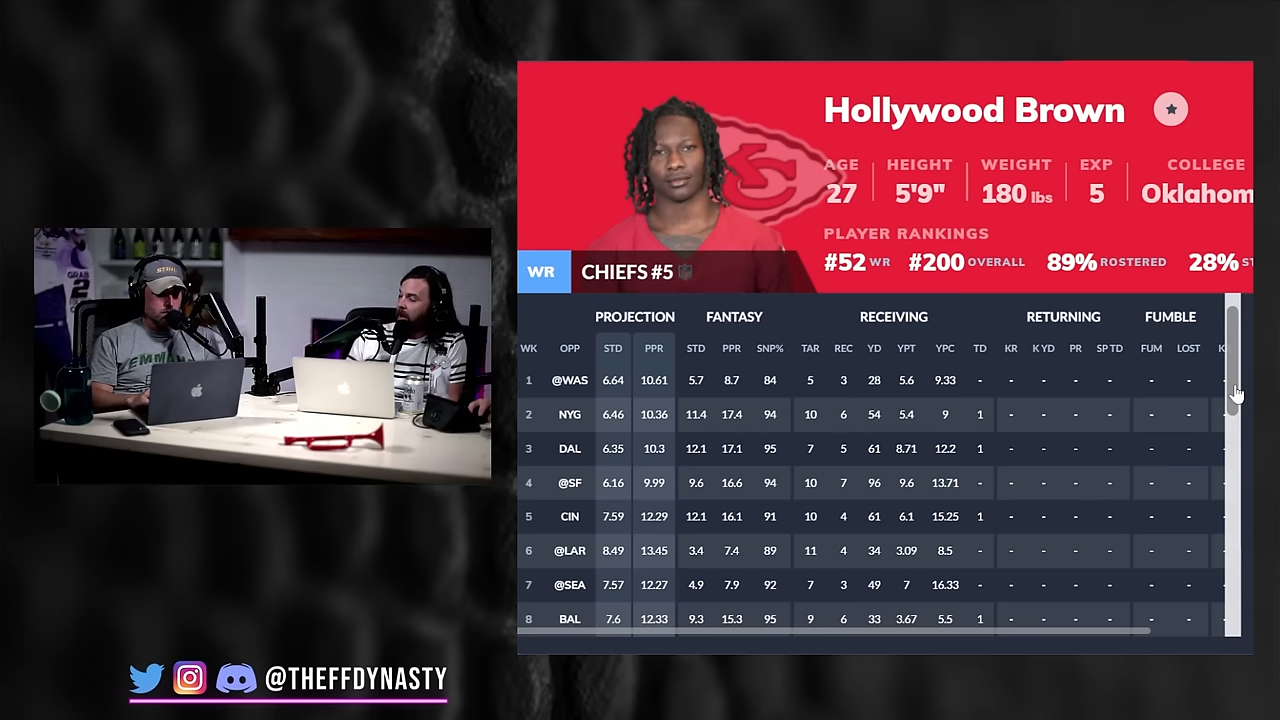 Hollywood Brown
AGE HEIGHT WEIGHT EXP COLLEGE
27 5'9" 180 lbs 5 Oklahom
PLAYER RANKINGS
#52 WR #200 OVERALL 89% ROSTERED 28% ST
WR CHIEFS #5
PROJECTION FANTASY RECEIVING RETURNING FUMBLE
WK OPP STD PPR STD PPR SNP% TAR REC YD YPT YPC TD KR K YD PR SP TD FUM LOST K
1 @WAS 6.64 10.61 5.7 8.7 84 5 3 28 5.6 9.33 - - - - - - - -
2 NYG 6.46 10.36 11.4 17.4 94 10 6 54 5.4 9 1 - - - - - - -
3 DAL 6.35 10.3 12.1 17.1 95 7 5 61 8.71 12.2 1 - - - - - - -
4 @SF 6.16 9.99 9.6 16.6 94 10 7 96 9.6 13.71 - - - - - - - -
5 CIN 7.59 12.29 12.1 16.1 91 10 4 61 6.1 15.25 1 - - - - - - -
6 @LAR 8.49 13.45 3.4 7.4 89 11 4 34 3.09 8.5 - - - - - - - -
7 @SEA 7.57 12.27 4.9 7.9 92 7 3 49 7 16.33 - - - - - - - -
8 BAL 7.6 12.33 9.3 15.3 95 9 6 33 3.67 5.5 1 - - - - - - -
@THEFFDYNASTY